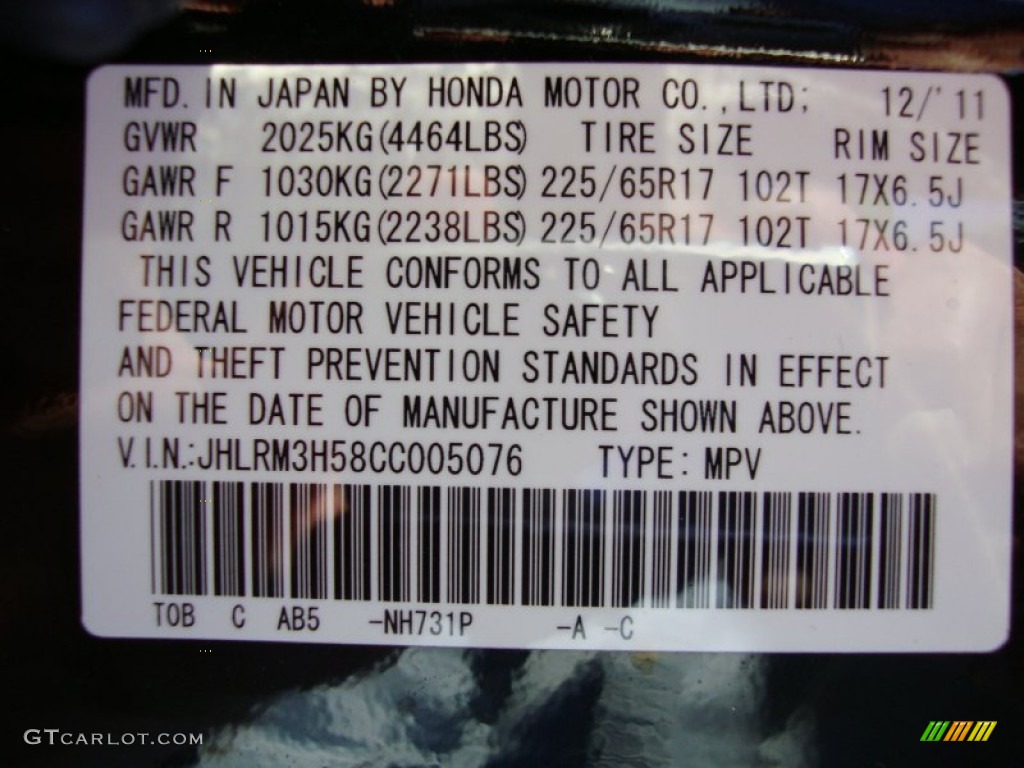 MFD. IN JAPAN BY HONDA MOTOR CO.,LTD; 12/'11
GVWR 2025KG(4464LBS) TIRE SIZE RIM SIZE
GAWR F 1030KG(2271LBS) 225/65R17 102T 17X6.5J
GAWR R 1015KG(2238LBS) 225/65R17 102T 17X6.5J
THIS VEHICLE CONFORMS TO ALL APPLICABLE
FEDERAL MOTOR VEHICLE SAFETY
AND THEFT PREVENTION STANDARDS IN EFFECT
ON THE DATE OF MANUFACTURE SHOWN ABOVE.
V.I.N.:JHLRM3H58CC005076 TYPE: MPV
TOB C AB5 -NH731P -A -C
GTCARLOT.COM